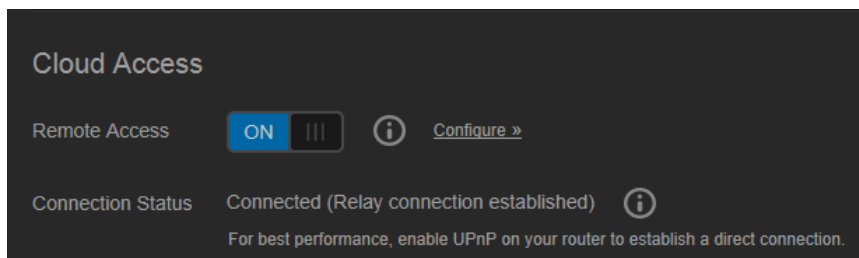 Cloud Access
Remote Access ON Configure »
Connection Status Connected (Relay connection established)
For best performance, enable UPnP on your router to establish a direct connection.